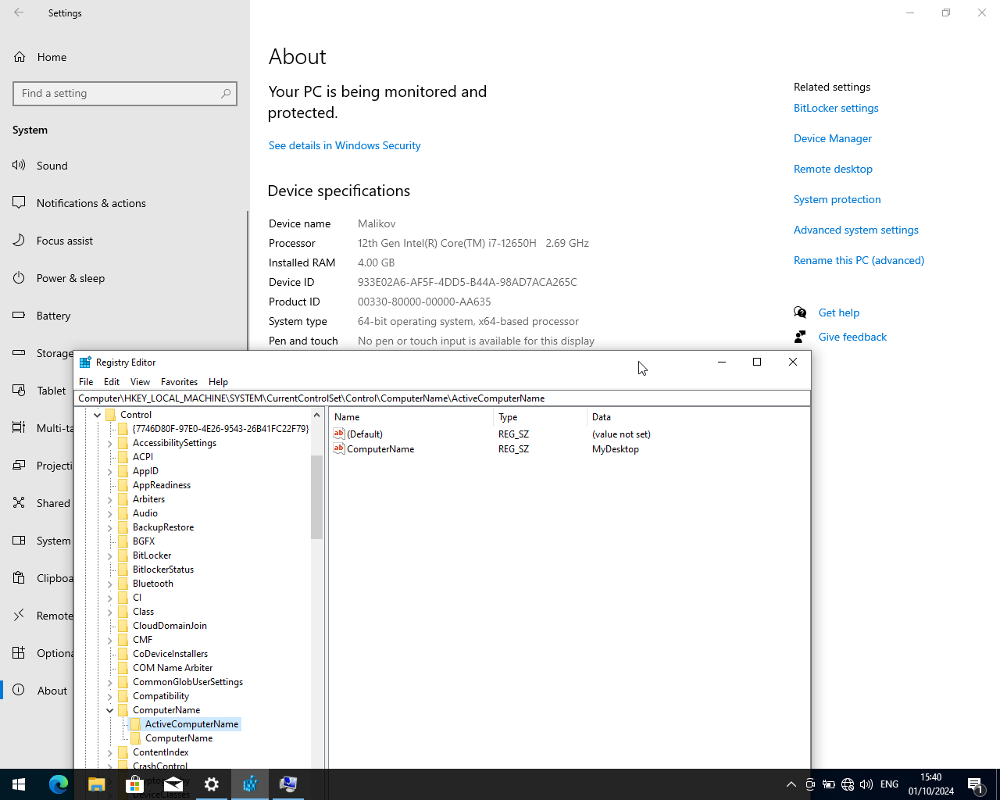 Settings
Home
Find a setting
System
Sound
Notifications & actions
Focus assist
Power & sleep
Battery
Storage
Tablet
Multi-ta
Projecti
Shared
System
Clipboa
Remote
Optiona
About
About
Your PC is being monitored and
protected.
See details in Windows Security
Device specifications
Device name Malikov
Processor 12th Gen Intel(R) Core(TM) i7-12650H 2.69 GHz
Installed RAM 4.00 GB
Device ID 933E02A6-AF5F-4DD5-B44A-98AD7ACA265C
Product ID 00330-80000-00000-AA635
System type 64-bit operating system, x64-based processor
Pen and touch No pen or touch input is available for this display
Related settings
BitLocker settings
Device Manager
Remote desktop
System protection
Advanced system settings
Rename this PC (advanced)
Get help
Give feedback
Registry Editor
File Edit View Favorites Help
Computer\HKEY_LOCAL_MACHINE\SYSTEM\CurrentControlSet\Control\ComputerName\ActiveComputerName
Control
{7746D80F-97E0-4E26-9543-26B41FC22F79}
AccessibilitySettings
ACPI
AppID
AppReadiness
Arbiters
Audio
BackupRestore
BGFX
BitLocker
BitlockerStatus
Bluetooth
CI
Class
CloudDomainJoin
CMF
CoDeviceInstallers
COM Name Arbiter
CommonGlobUserSettings
Compatibility
ComputerName
ActiveComputerName
ComputerName
ContentIndex
CrashControl
Cryptography
DeviceClasses
Name Type Data
ab (Default) REG_SZ (value not set)
ab ComputerName REG_SZ MyDesktop
ENG
15:40
01/10/2024
1